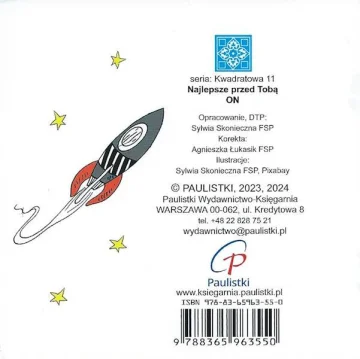 seria: Kwadratowa 11
Najlepsze przed Tobą
ON
Opracowanie, DTP:
Sylwia Skonieczna FSP
Korekta:
Agnieszka Łukasik FSP
Ilustracje:
Sylwia Skonieczna FSP, Pixabay
© PAULISTKI, 2023, 2024
Paulistki Wydawnictwo-Księgarnia
WARSZAWA 00-062, ul. Kredytowa 8
tel. +48 22 828 75 21
wydawnictwo@paulistki.pl
Paulistki
www.ksiegarnia.paulistki.pl
ISBN 978-83-65963-55-0
9 788365 963550